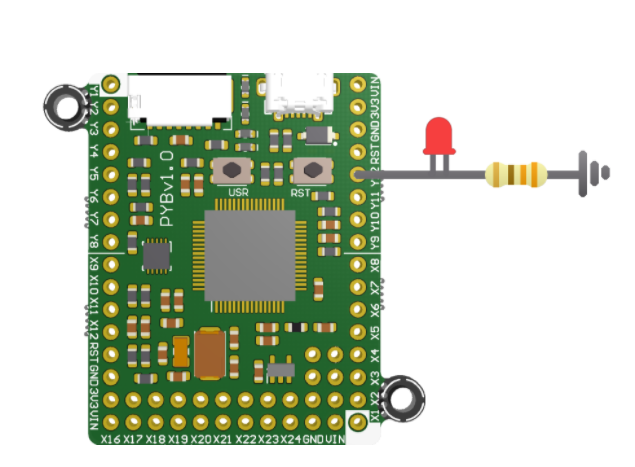 Y1 Y2 Y3 Y4 Y5 Y6 Y7 Y8 X9 X10 X11 X12 RST GND 3V3 VIN
PYBv1.0
USR
RST
VIN 3V3 GND RST Y11 Y10 Y9 X8 X7 X6 X5 X4 X3 X2 X1
X16 X17 X18 X19 X20 X21 X22 X23 X24 GND VIN